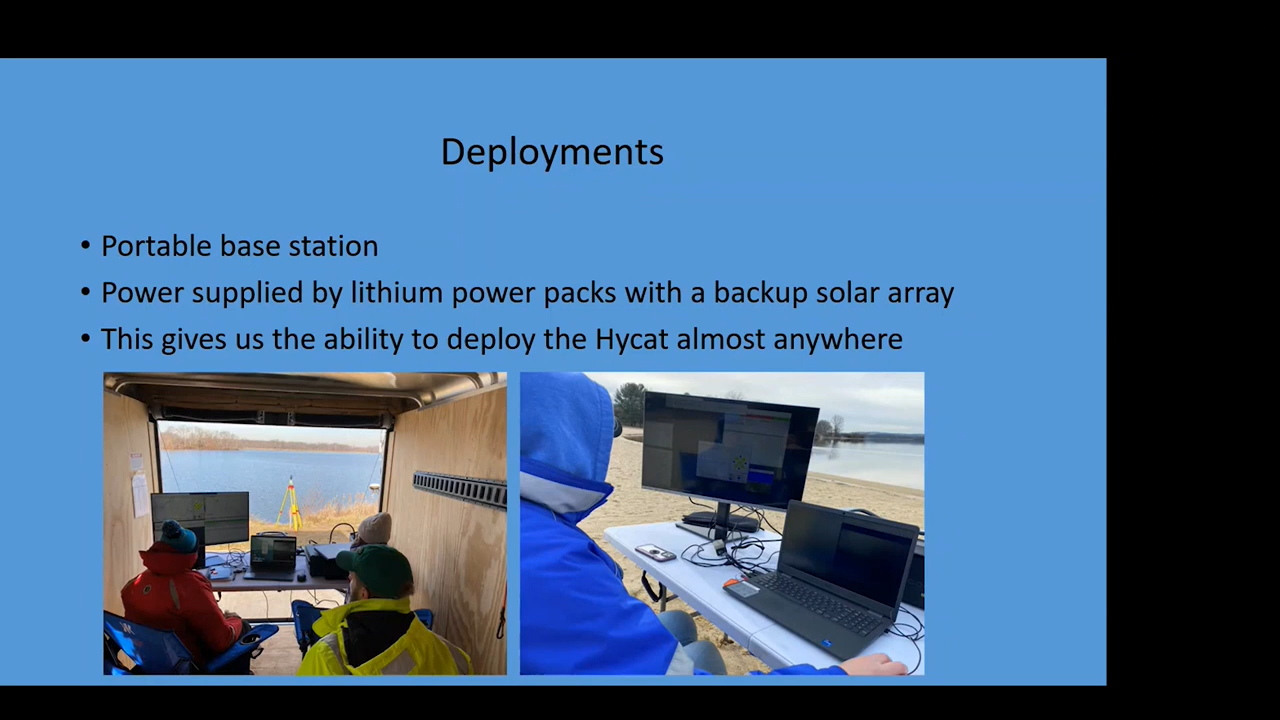 Deployments
• Portable base station
• Power supplied by lithium power packs with a backup solar array
• This gives us the ability to deploy the Hycat almost anywhere